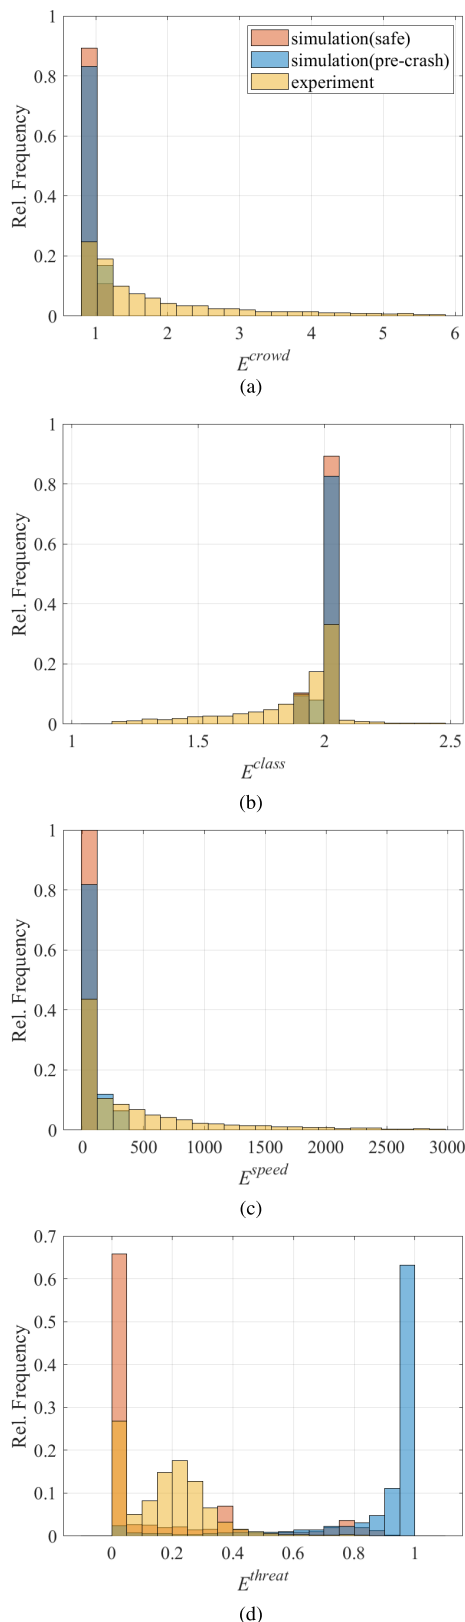 simulation(safe)
simulation(pre-crash)
experiment
1
0.8
0.6
0.4
0.2
0
Rel. Frequency
1 2 3 4 5 6
E^crowd
(a)
1
0.8
0.6
0.4
0.2
0
Rel. Frequency
1 1.5 2 2.5
E^class
(b)
1
0.8
0.6
0.4
0.2
0
Rel. Frequency
0 500 1000 1500 2000 2500 3000
E^speed
(c)
0.7
0.6
0.5
0.4
0.3
0.2
0.1
0
Rel. Frequency
0 0.2 0.4 0.6 0.8 1
E^threat
(d)